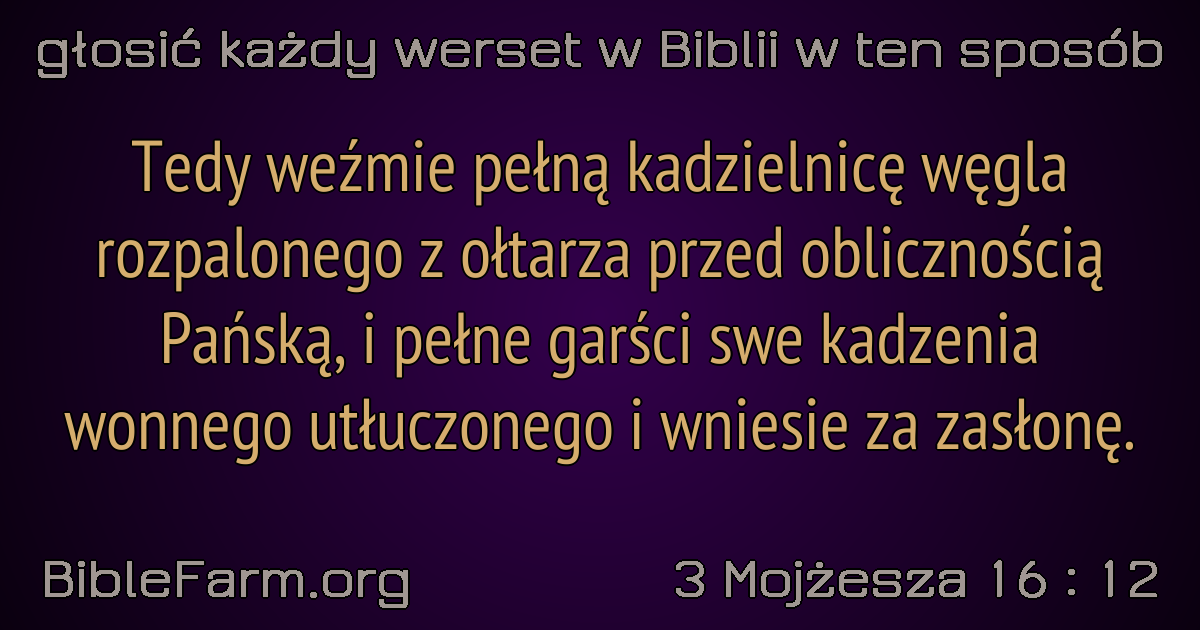 głosić każdy werset w Biblii w ten sposób
Tedy weźmie pełną kadzielnicę węgla
rozpalonego z ołtarza przed oblicznością
Pańską, i pełne garści swe kadzenia
wonnego utłuczonego i wniesie za zasłonę.
BibleFarm.org
3 Mojżesza 16 : 12